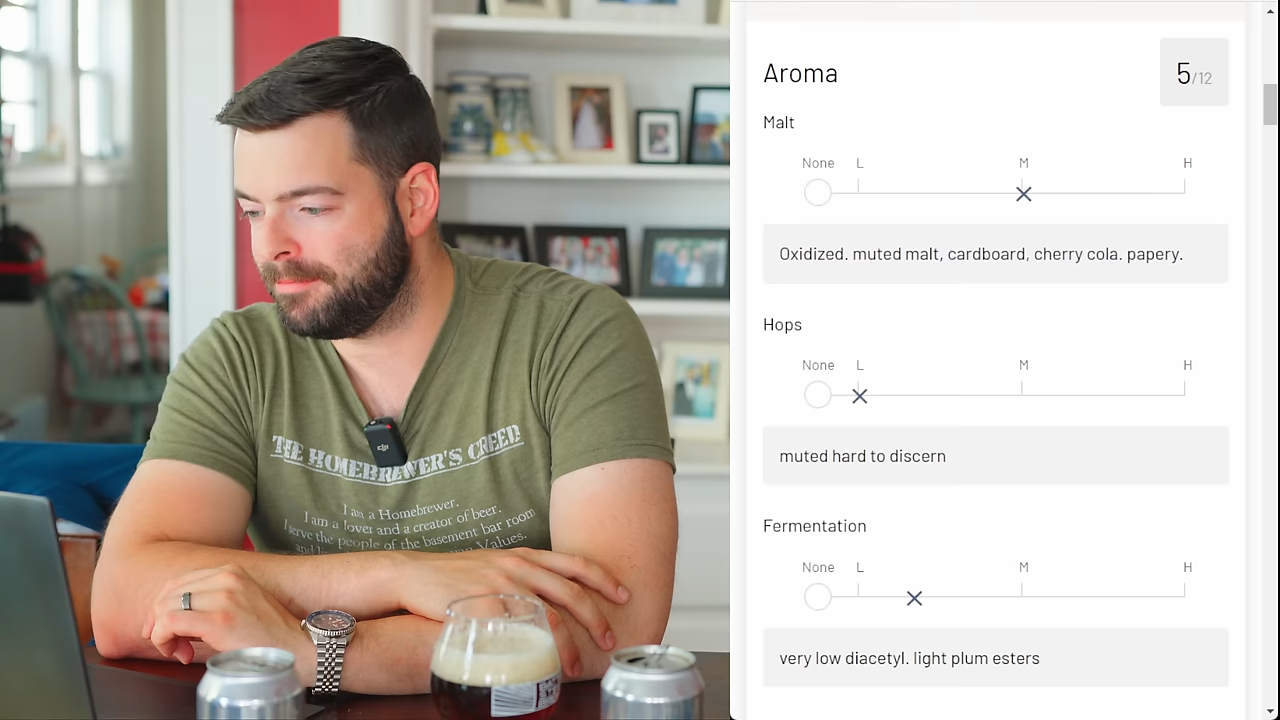 Aroma
5/12
Malt
None L M H
Oxidized. muted malt, cardboard, cherry cola. papery.
Hops
None L M H
muted hard to discern
Fermentation
None L M H
very low diacetyl. light plum esters
THE HOMEBREWER'S CREED
I am a Homebrewer.
I am a lover and a creator of beer.
I serve the people of the basement bar room
Values.
dji